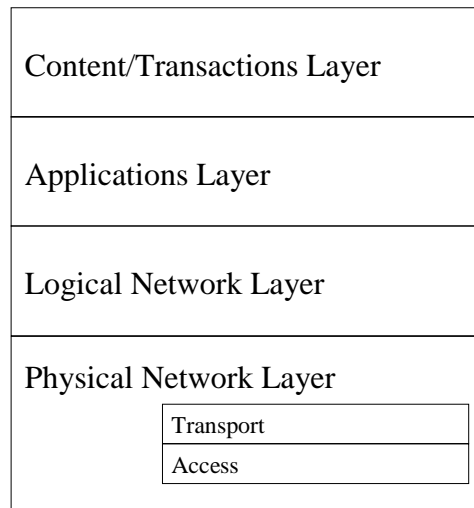 Content/Transactions Layer
Applications Layer
Logical Network Layer
Physical Network Layer
Transport
Access